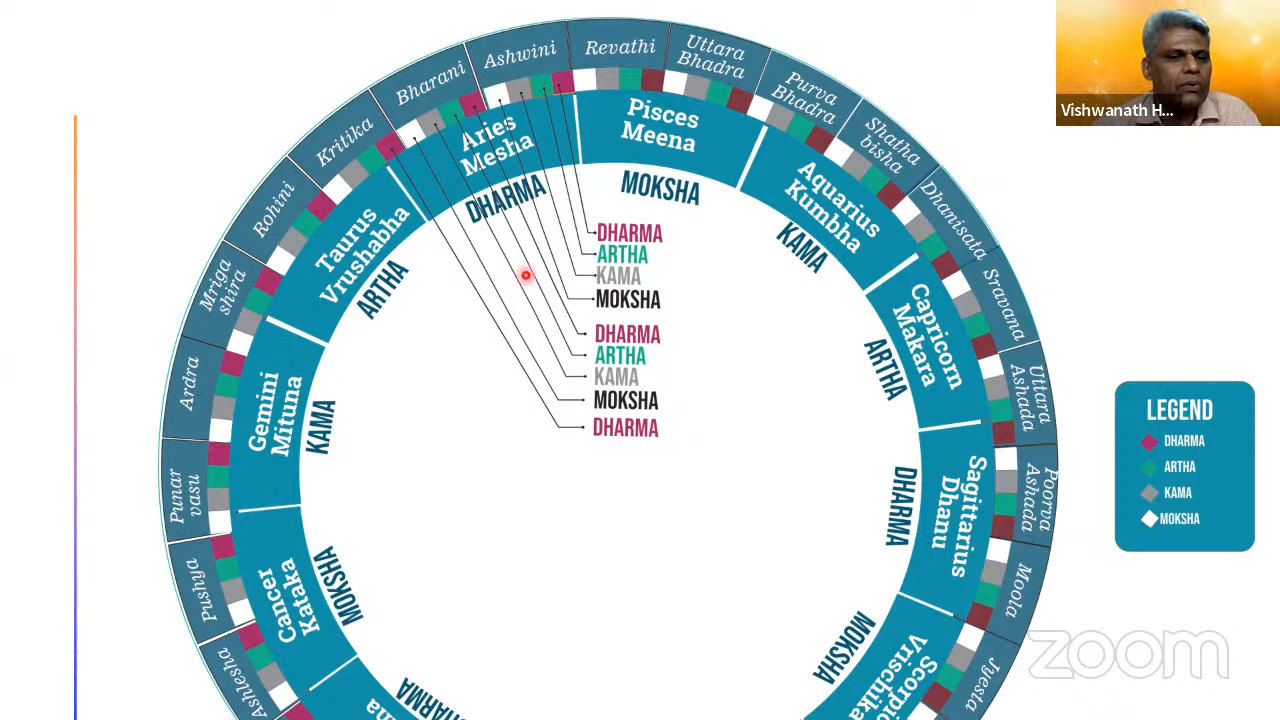 Ashwini
Revathi
Uttara
Bhadra
Purva
Bhadra
Shatha
bisha
Dhanisata
Sravana
Uttara
Ashada
Poorva
Ashada
Moola
Jyesta
Bharani
Kritika
Rohini
Mriga
shira
Ardra
Punar
vasu
Pushya
Ashlesha
Aries
Mesha
DHARMA
Pisces
Meena
MOKSHA
Aquarius
Kumbha
KAMA
Capricorn
Makara
ARTHA
Sagittarius
Dhanu
DHARMA
Scorpio
Vrischika
MOKSHA
Taurus
Vrushabha
ARTHA
Gemini
Mituna
KAMA
Cancer
Kataka
MOKSHA
DHARMA
DHARMA
ARTHA
KAMA
MOKSHA
DHARMA
ARTHA
KAMA
MOKSHA
DHARMA
LEGEND
DHARMA
ARTHA
KAMA
MOKSHA
Vishwanath H...
zoom